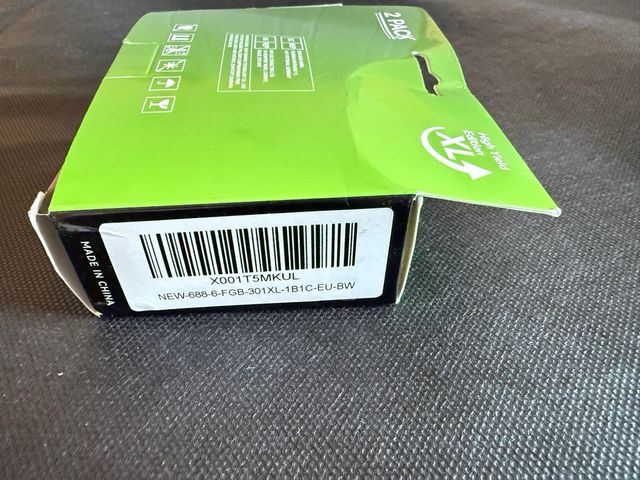 2 PACK
High Yield
Edition
XL
MADE IN CHINA
X001T5MKUL
NEW-688-6-FGB-301XL-1B1C-EU-BW